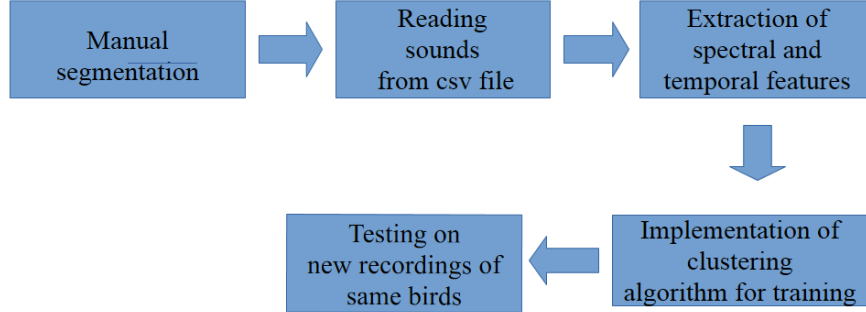 Manual
segmentation
Reading
sounds
from csv file
Extraction of
spectral and
temporal features
Implementation of
clustering
algorithm for training
Testing on
new recordings of
same birds